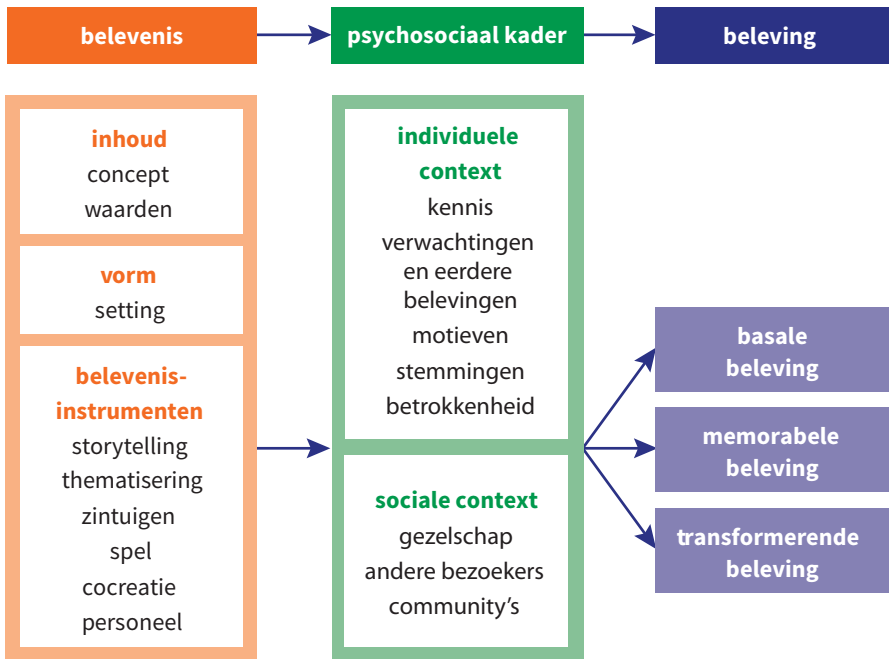 belevenis
psychosociaal kader
beleving
inhoud
concept
waarden
vorm
setting
belevenis-
instrumenten
storytelling
thematisering
zintuigen
spel
cocreatie
personeel
individuele
context
kennis
verwachtingen
en eerdere
belevingen
motieven
stemmingen
betrokkenheid
sociale context
gezelschap
andere bezoekers
community's
basale
beleving
memorabele
beleving
transformerende
beleving